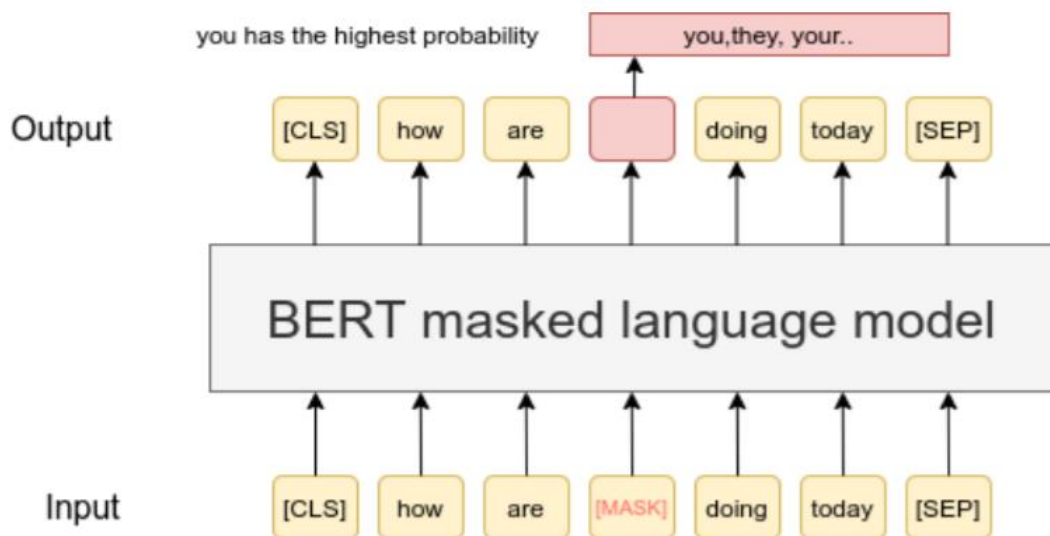 you has the highest probability
you,they, your..
Output
[CLS] how are doing today [SEP]
BERT masked language model
Input
[CLS] how are [MASK] doing today [SEP]